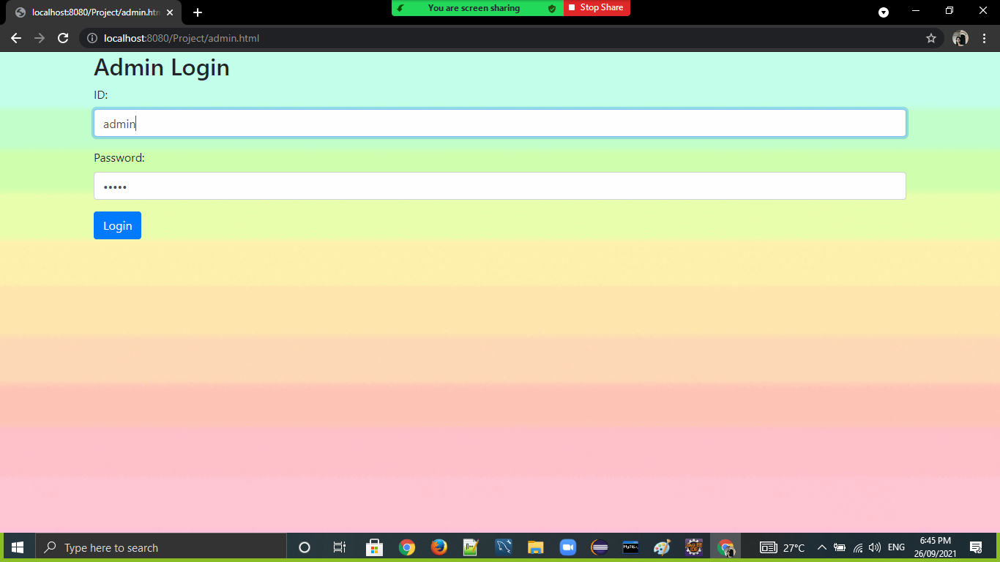 localhost:8080/Project/admin.htm
You are screen sharing
Stop Share
localhost:8080/Project/admin.html
Admin Login
ID:
admin
Password:
•••••
Login
Type here to search
MySQL
27°C
ENG
6:45 PM
26/09/2021